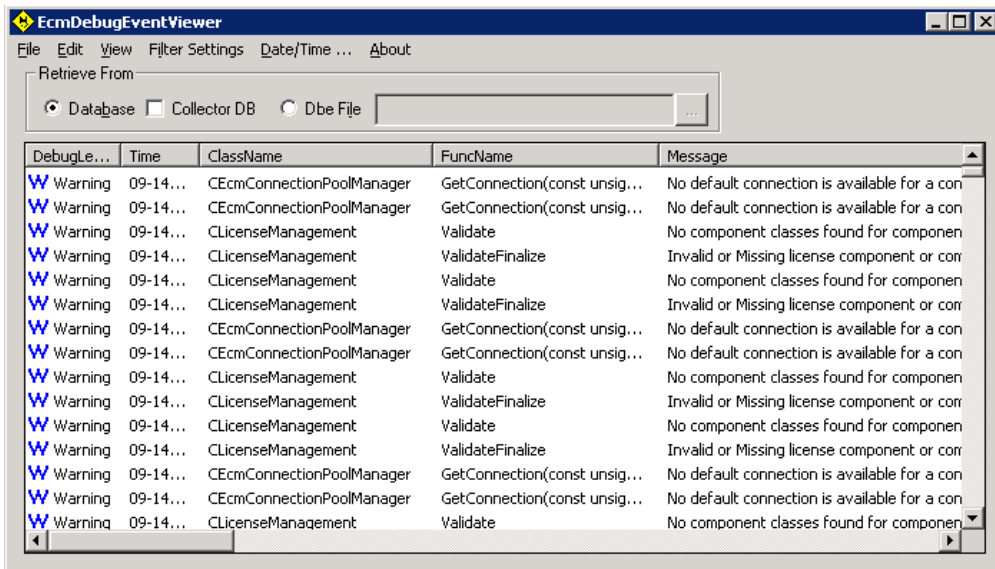 EcmDebugEventViewer
File Edit View Filter Settings Date/Time ... About
Retrieve From
Database Collector DB Dbe File ...
DebugLe... Time ClassName FuncName Message
W Warning 09-14... CEcmConnectionPoolManager GetConnection(const unsig... No default connection is available for a con
W Warning 09-14... CEcmConnectionPoolManager GetConnection(const unsig... No default connection is available for a con
W Warning 09-14... CLicenseManagement Validate No component classes found for componen
W Warning 09-14... CLicenseManagement ValidateFinalize Invalid or Missing license component or com
W Warning 09-14... CLicenseManagement Validate No component classes found for componen
W Warning 09-14... CLicenseManagement ValidateFinalize Invalid or Missing license component or com
W Warning 09-14... CEcmConnectionPoolManager GetConnection(const unsig... No default connection is available for a con
W Warning 09-14... CEcmConnectionPoolManager GetConnection(const unsig... No default connection is available for a con
W Warning 09-14... CLicenseManagement Validate No component classes found for componen
W Warning 09-14... CLicenseManagement ValidateFinalize Invalid or Missing license component or com
W Warning 09-14... CLicenseManagement Validate No component classes found for componen
W Warning 09-14... CLicenseManagement ValidateFinalize Invalid or Missing license component or com
W Warning 09-14... CEcmConnectionPoolManager GetConnection(const unsig... No default connection is available for a con
W Warning 09-14... CEcmConnectionPoolManager GetConnection(const unsig... No default connection is available for a con
W Warning 09-14... CLicenseManagement Validate No component classes found for componen